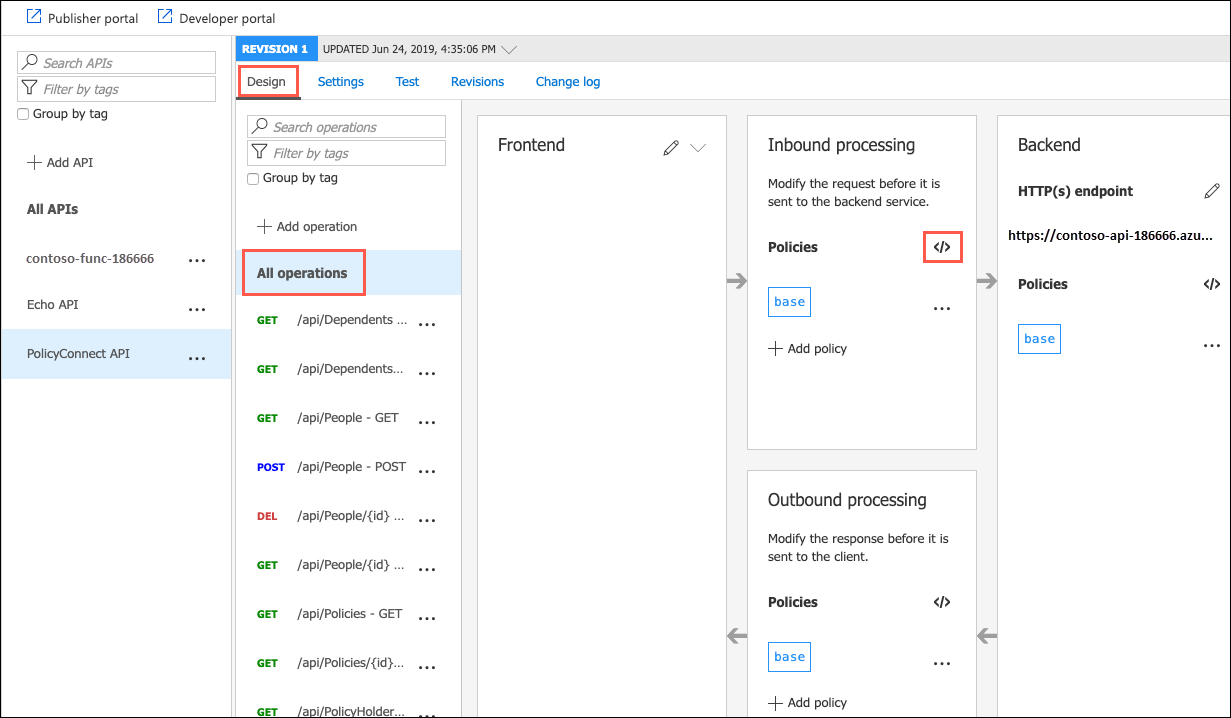 Publisher portal
Developer portal
Search APIs
Filter by tags
Group by tag
Add API
All APIs
contoso-func-186666
Echo API
PolicyConnect API
REVISION 1 UPDATED Jun 24, 2019, 4:35:06 PM
Design Settings Test Revisions Change log
Search operations
Filter by tags
Group by tag
Add operation
All operations
GET /api/Dependents ...
GET /api/Dependents...
GET /api/People - GET
POST /api/People - POST
DEL /api/People/{id} ...
GET /api/People/{id} ...
GET /api/Policies - GET
GET /api/Policies/{id}...
GET /api/PolicyHolder...
Frontend
Inbound processing
Modify the request before it is
sent to the backend service.
Policies </>
base
Add policy
Outbound processing
Modify the response before it is
sent to the client.
Policies </>
base
Add policy
Backend
HTTP(s) endpoint
https://contoso-api-186666.azu...
Policies </>
base